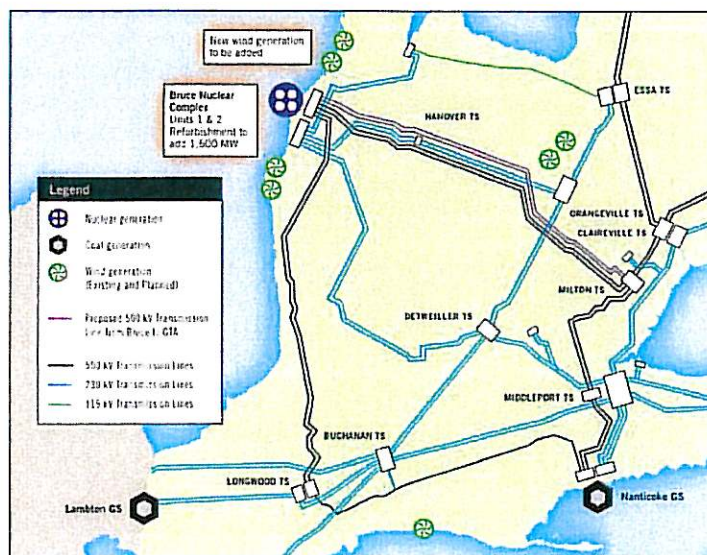 New wind generation
to be added
Bruce Nuclear
Complex
Units 1 & 2
Refurbishment to
add 1,500 MW
HANOVER TS
ESSA TS
ORANGEVILLE TS
CLAIREVILLE TS
MILTON TS
DETWEILLER TS
MIDDLEPORT TS
BUCHANAN TS
LONGWOOD TS
Lambton GS
Nanticoke GS
Legend
Nuclear generation
Coal generation
Wind generation
(Existing and Planned)
Proposed 500 kV Transmission
Line from Bruce to GTA
500 kV Transmission Lines
230 kV Transmission Lines
115 kV Transmission Lines